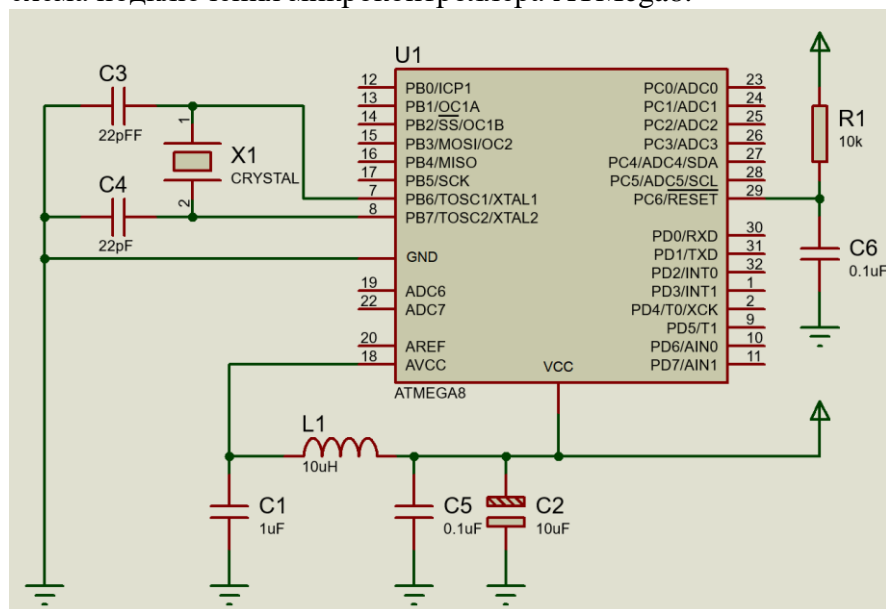 схема подключения микроконтроллера ATMega8.
U1
C3
22pFF
1
X1
CRYSTAL
2
C4
22pF
12 PB0/ICP1
13 PB1/OC1A
14 PB2/SS/OC1B
15 PB3/MOSI/OC2
16 PB4/MISO
17 PB5/SCK
7 PB6/TOSC1/XTAL1
8 PB7/TOSC2/XTAL2
GND
19 ADC6
22 ADC7
20 AREF
18 AVCC
PC0/ADC0 23
PC1/ADC1 24
PC2/ADC2 25
PC3/ADC3 26
PC4/ADC4/SDA 27
PC5/ADC5/SCL 28
PC6/RESET 29
PD0/RXD 30
PD1/TXD 31
PD2/INT0 32
PD3/INT1 1
PD4/T0/XCK 2
PD5/T1 9
PD6/AIN0 10
PD7/AIN1 11
VCC
ATMEGA8
R1
10k
C6
0.1uF
L1
10uH
C1
1uF
C5
0.1uF
C2
10uF